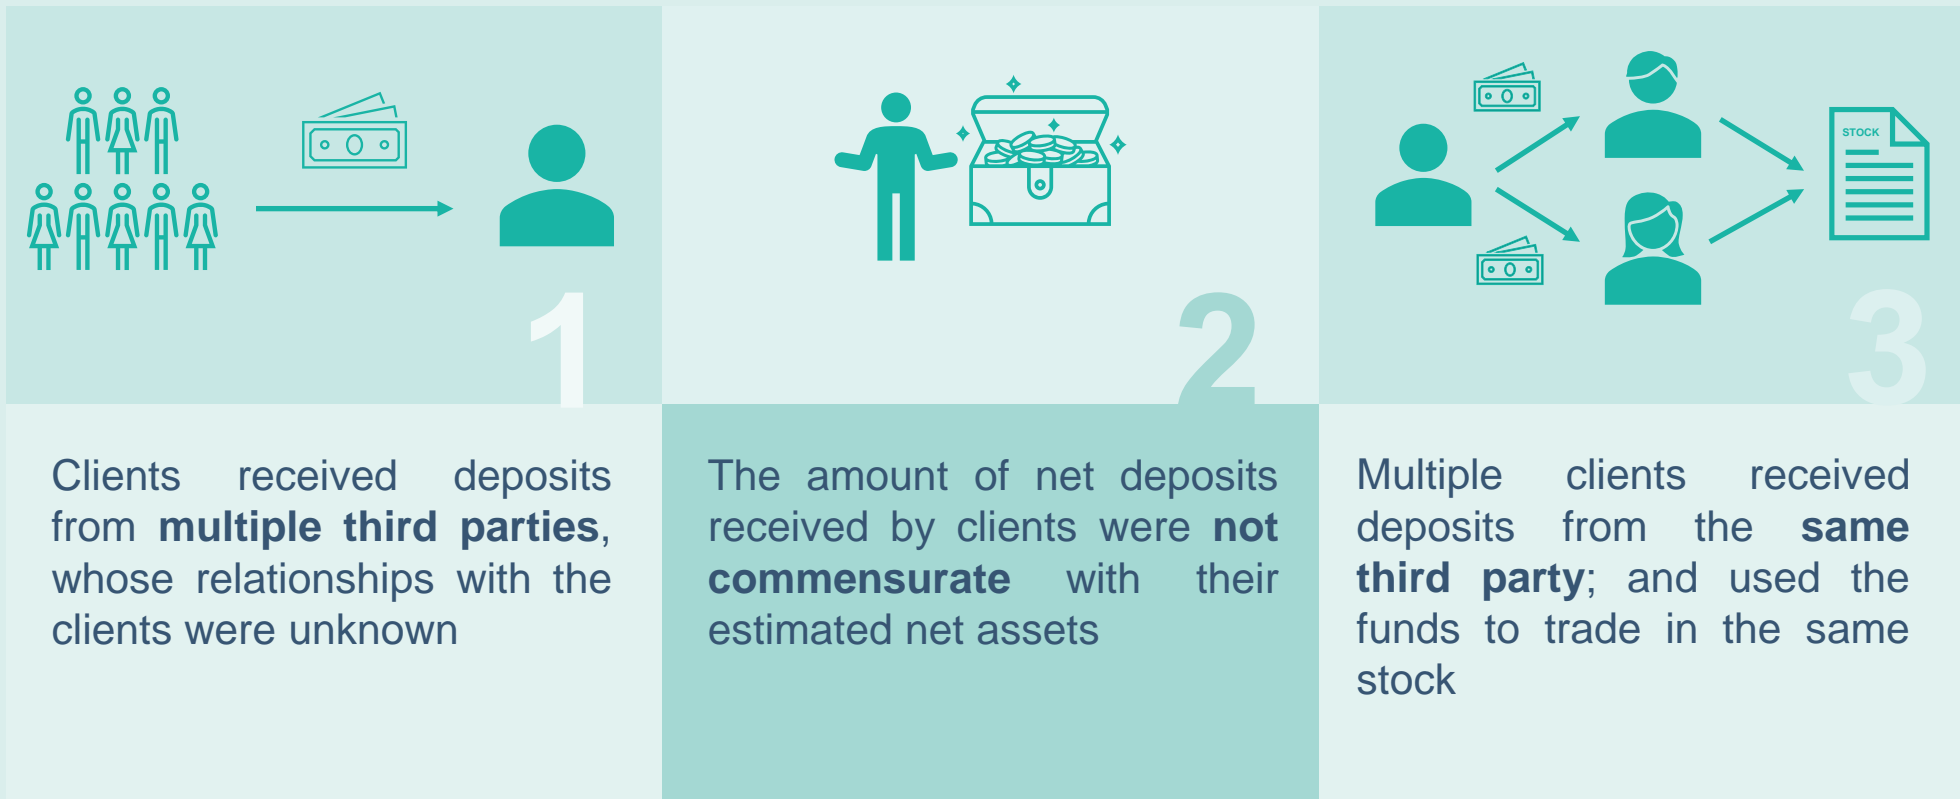 STOCK
1
2
3
Clients received deposits
from multiple third parties,
whose relationships with the
clients were unknown
The amount of net deposits
received by clients were not
commensurate with their
estimated net assets
Multiple clients received
deposits from the same
third party; and used the
funds to trade in the same
stock